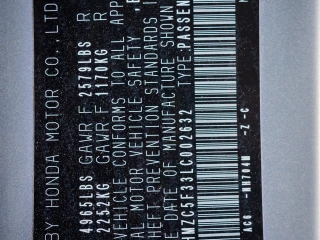 BY HONDA MOTOR CO., LTD
4965LBS GAWR F 2579LBS R
2252KG GAWR F 1170KG R
VEHICLE CONFORMS TO ALL APP
AL MOTOR VEHICLE SAFETY, B
HEFT PREVENTION STANDARDS I
E DATE OF MANUFACTURE SHOWN
HMZC5F33LC002632 TYPE:PASSEN
-Z -C